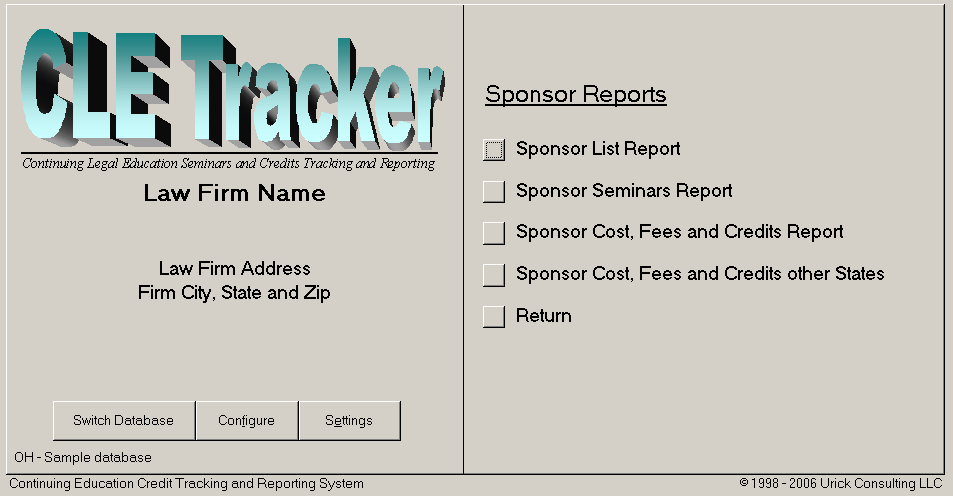 CLE Tracker
Continuing Legal Education Seminars and Credits Tracking and Reporting
Law Firm Name
Law Firm Address
Firm City, State and Zip
Switch Database
Configure
Settings
OH - Sample database
Sponsor Reports
Sponsor List Report
Sponsor Seminars Report
Sponsor Cost, Fees and Credits Report
Sponsor Cost, Fees and Credits other States
Return
Continuing Education Credit Tracking and Reporting System
© 1998 - 2006 Urick Consulting LLC